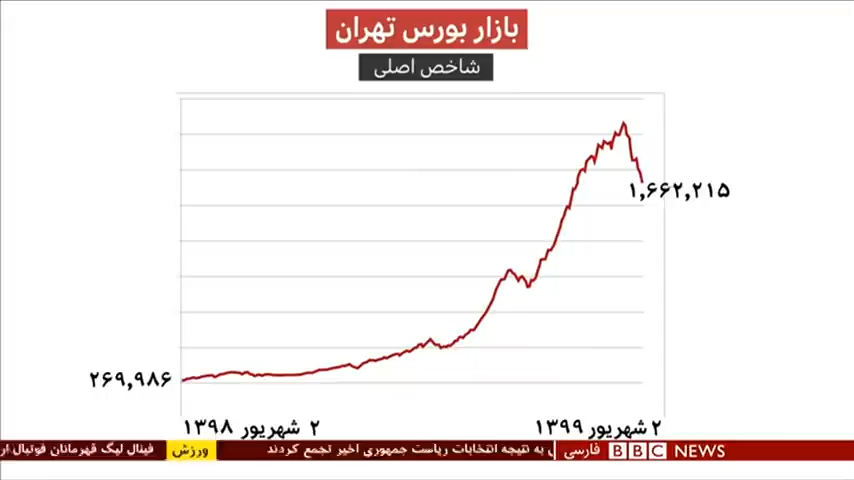 بازار بورس تهران
شاخص اصلی
۱,۶۶۲,۲۱۵
۲۶۹,۹۸۶
۲ شهریور ۱۳۹۸
۲ شهریور ۱۳۹۹
BBC NEWS فارسی
به نتیجه انتخابات ریاست جمهوری اخیر تجمع کردند
ورزش
فینال لیگ قهرمانان فوتبال